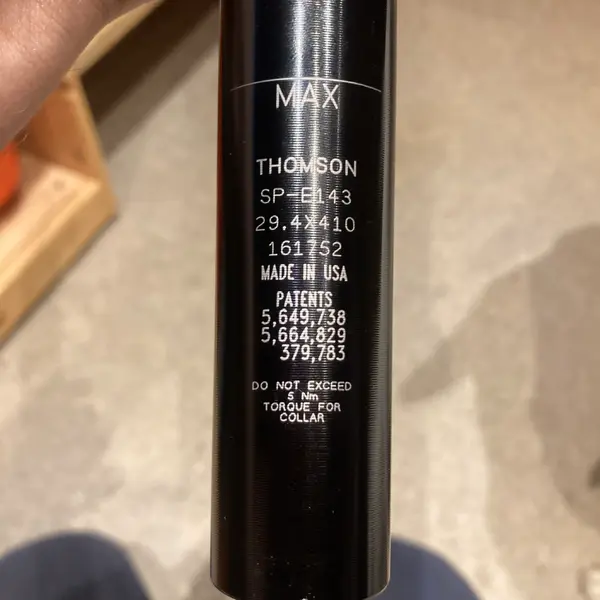 MAX
THOMSON
SP-E143
29.4X410
161752
MADE IN USA
PATENTS
5,649,738
5,664,829
379,783
DO NOT EXCEED
5 Nm
TORQUE FOR
COLLAR